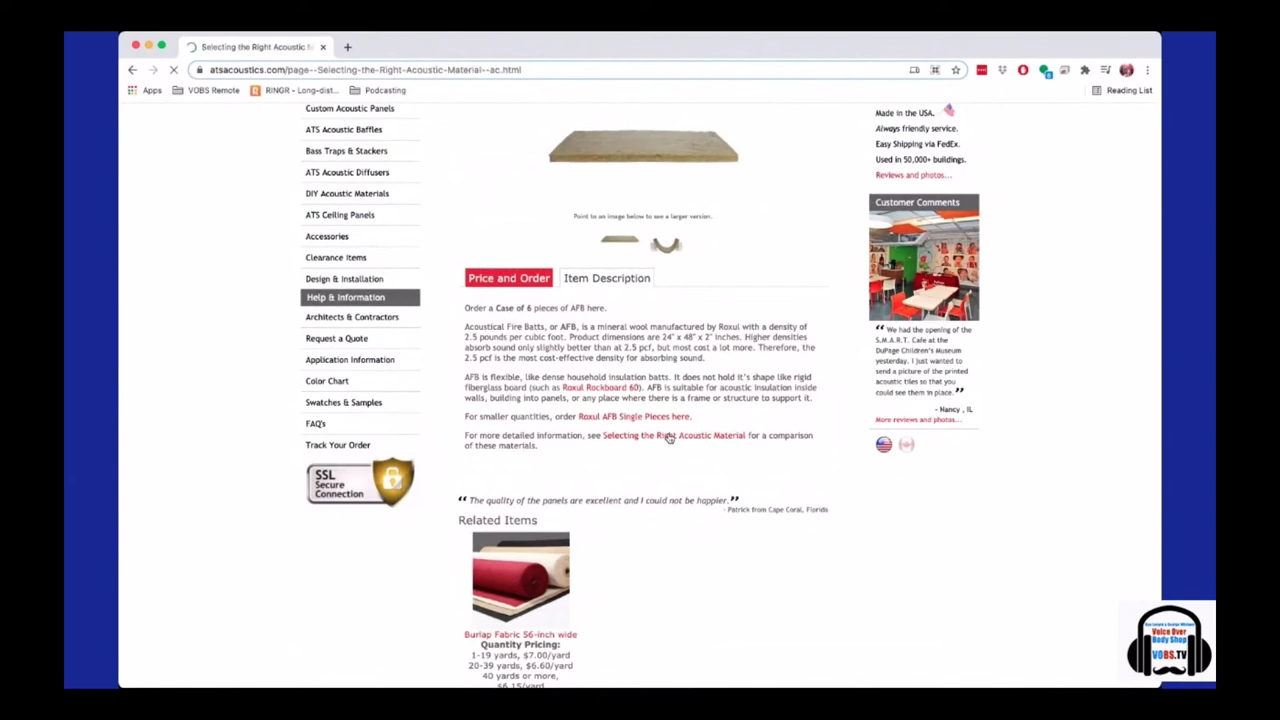 Selecting the Right Acoustic M
atsacoustics.com/page--Selecting-the-Right-Acoustic-Material--ac.html
Apps
VOBS Remote
RINGR - Long-dist...
Podcasting
Reading List
Custom Acoustic Panels
ATS Acoustic Baffles
Bass Traps & Stackers
ATS Acoustic Diffusers
DIY Acoustic Materials
ATS Ceiling Panels
Accessories
Clearance Items
Design & Installation
Help & Information
Architects & Contractors
Request a Quote
Application Information
Color Chart
Swatches & Samples
FAQ's
Track Your Order
SSL
Secure
Connection
Point to an image below to see a larger version.
Price and Order
Item Description
Order a Case of 6 pieces of AFB here.
Acoustical Fire Batts, or AFB, is a mineral wool manufactured by Roxul with a density of
2.5 pounds per cubic foot. Product dimensions are 24" x 48" x 2" inches. Higher densities
absorb sound only slightly better than at 2.5 pcf, but most cost a lot more. Therefore, the
2.5 pcf is the most cost-effective density for absorbing sound.
AFB is flexible, like dense household insulation batts. It does not hold it's shape like rigid
fiberglass board (such as Roxul Rockboard 60). AFB is suitable for acoustic insulation inside
walls, building into panels, or any place where there is a frame or structure to support it.
For smaller quantities, order Roxul AFB Single Pieces here.
For more detailed information, see Selecting the Right Acoustic Material for a comparison
of these materials.
"The quality of the panels are excellent and I could not be happier."
- Patrick from Cape Coral, Florida
Related Items
Burlap Fabric 56-inch wide
Quantity Pricing:
1-19 yards, $7.00/yard
20-39 yards, $6.60/yard
40 yards or more,
$6.15/yard
Made in the USA.
Always friendly service.
Easy Shipping via FedEx.
Used in 50,000+ buildings.
Reviews and photos...
Customer Comments
"We had the opening of the
S.M.A.R.T. Cafe at the
DuPage Children's Museum
yesterday. I just wanted to
send a picture of the printed
acoustic tiles so that you
could see them in place."
- Nancy , IL
More reviews and photos...
Voice Over
Body Shop
VOBS.TV